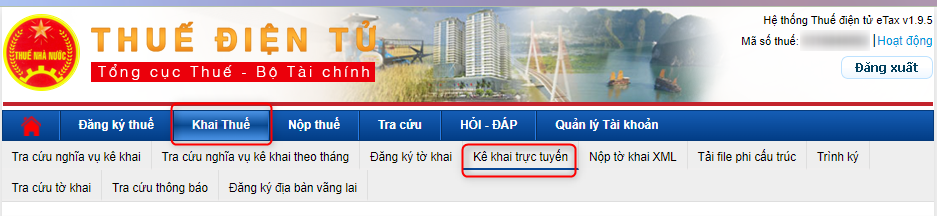 Hệ thống Thuế điện tử eTax v1.9.5
THUẾ NHÀ NƯỚC
THUẾ ĐIỆN TỬ
Mã số thuế: | Hoạt động
Tổng cục Thuế - Bộ Tài chính
Đăng xuất
Đăng ký thuế Khai Thuế Nộp thuế Tra cứu HỎI - ĐÁP Quản lý Tài khoản
Tra cứu nghĩa vụ kê khai Tra cứu nghĩa vụ kê khai theo tháng Đăng ký tờ khai Kê khai trực tuyến Nộp tờ khai XML Tải file phi cấu trúc Trình ký
Tra cứu tờ khai Tra cứu thông báo Đăng ký địa bàn vãng lai